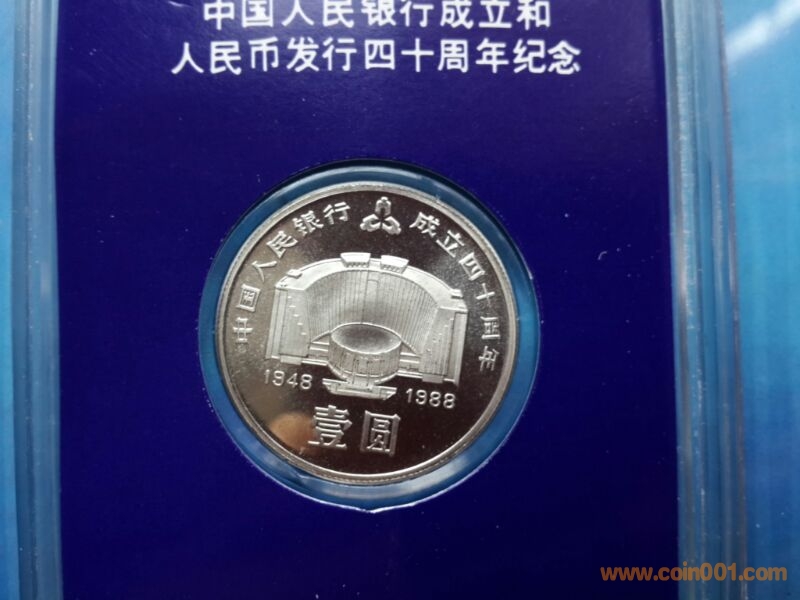 中国人民银行成立和
人民币发行四十周年纪念
中国人民银行 成立四十周年
1948 1988
壹圆
www.coin001.com